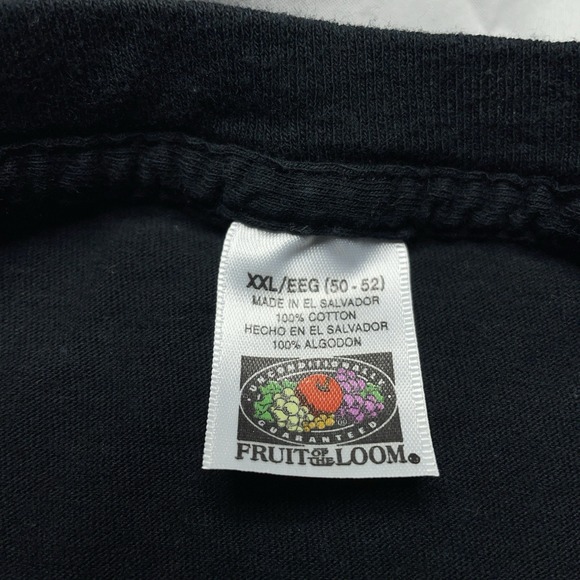 XXL/EEG (50 - 52)
MADE IN EL SALVADOR
100% COTTON
HECHO EN EL SALVADOR
100% ALGODON
UNCONDITIONALLY
GUARANTEED
FRUIT OF THE LOOM®